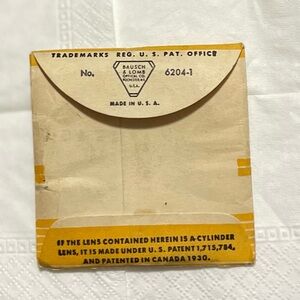 TRADEMARKS REG. U. S. PAT. OFFICE
No. 6204-1
BAUSCH
& LOMB
OPTICAL CO.
ROCHESTER, N.Y.
U.S.A.
MADE IN U. S. A.
IF THE LENS CONTAINED HEREIN IS A CYLINDER
LENS, IT IS MADE UNDER U. S. PATENT 1,715,784,
AND PATENTED IN CANADA 1930.